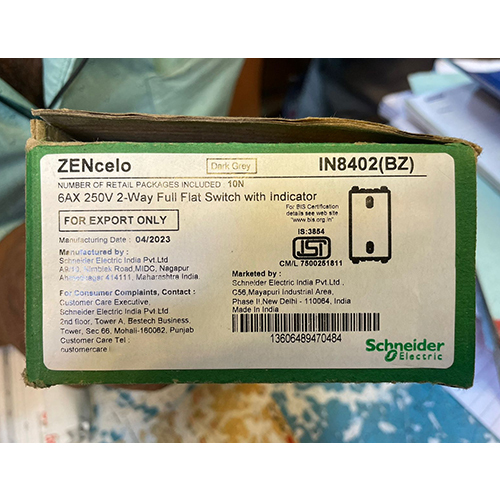 ZENcelo
Dark Grey
IN8402(BZ)
NUMBER OF RETAIL PACKAGES INCLUDED 10N
6AX 250V 2-Way Full Flat Switch with Indicator
FOR EXPORT ONLY
Manufacturing Date : 04/2023
Manufactured by :
Schneider Electric India Pvt.Ltd
Nimblek Road,MIDC, Nagapur
Ahmednagar 414111, Maharashtra India.
For Consumer Complaints, Contact :
Customer Care Executive,
Schneider Electric India Pvt.Ltd
2nd floor, Tower A, Bestech Business
Tower, Sec 66, Mohali-160062, Punjab
Customer Care Tel :
customercare
For BIS Certification
details see web site
"www.bis.org.in"
IS:3854
ISI
CM/L 7500251811
Marketed by :
Schneider Electric India Pvt.Ltd.,
C56,Mayapuri Industrial Area,
Phase II,New Delhi - 110064, India
Made in India
13606489470484
Schneider
Electric